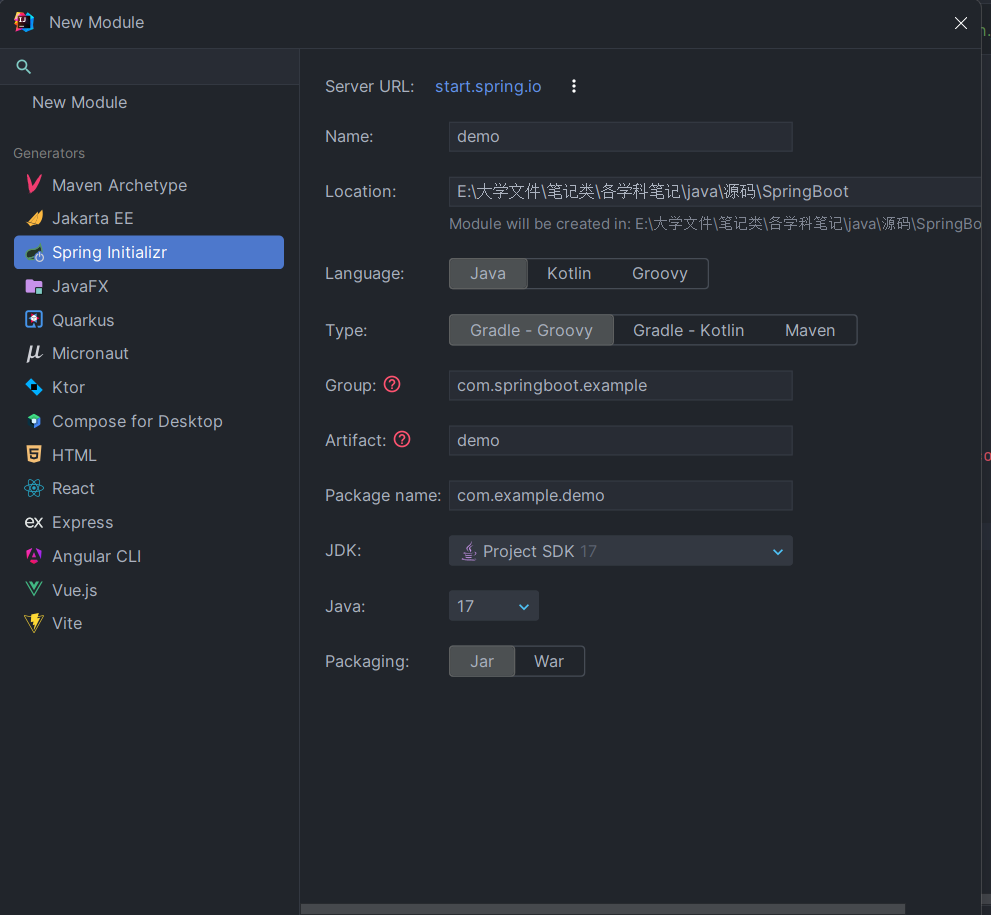 New Module
New Module
Generators
Maven Archetype
Jakarta EE
Spring Initializr
JavaFX
Quarkus
Micronaut
Ktor
Compose for Desktop
HTML
React
Express
Angular CLI
Vue.js
Vite
Server URL: start.spring.io
Name: demo
Location: E:\大学文件\笔记类\各学科笔记\java\源码\SpringBoot
Module will be created in: E:\大学文件\笔记类\各学科笔记\java\源码\SpringBo
Language: Java Kotlin Groovy
Type: Gradle - Groovy Gradle - Kotlin Maven
Group: com.springboot.example
Artifact: demo
Package name: com.example.demo
JDK: Project SDK 17
Java: 17
Packaging: Jar War